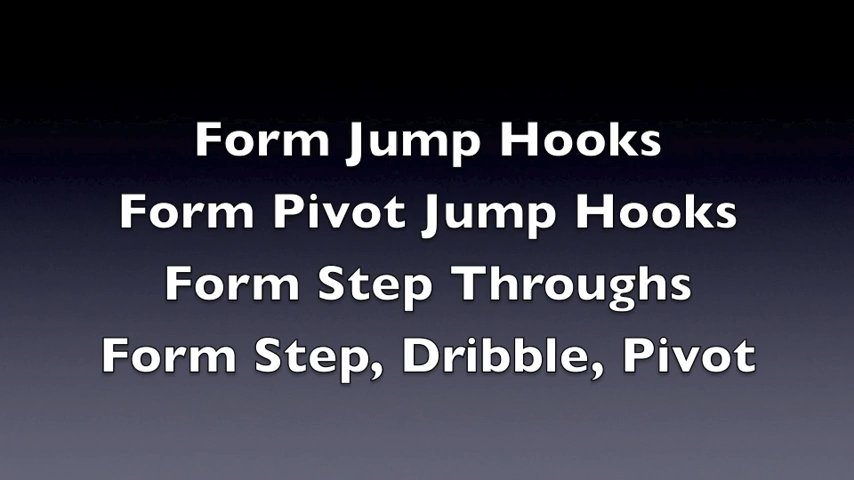 Form Jump Hooks
Form Pivot Jump Hooks
Form Step Throughs
Form Step, Dribble, Pivot